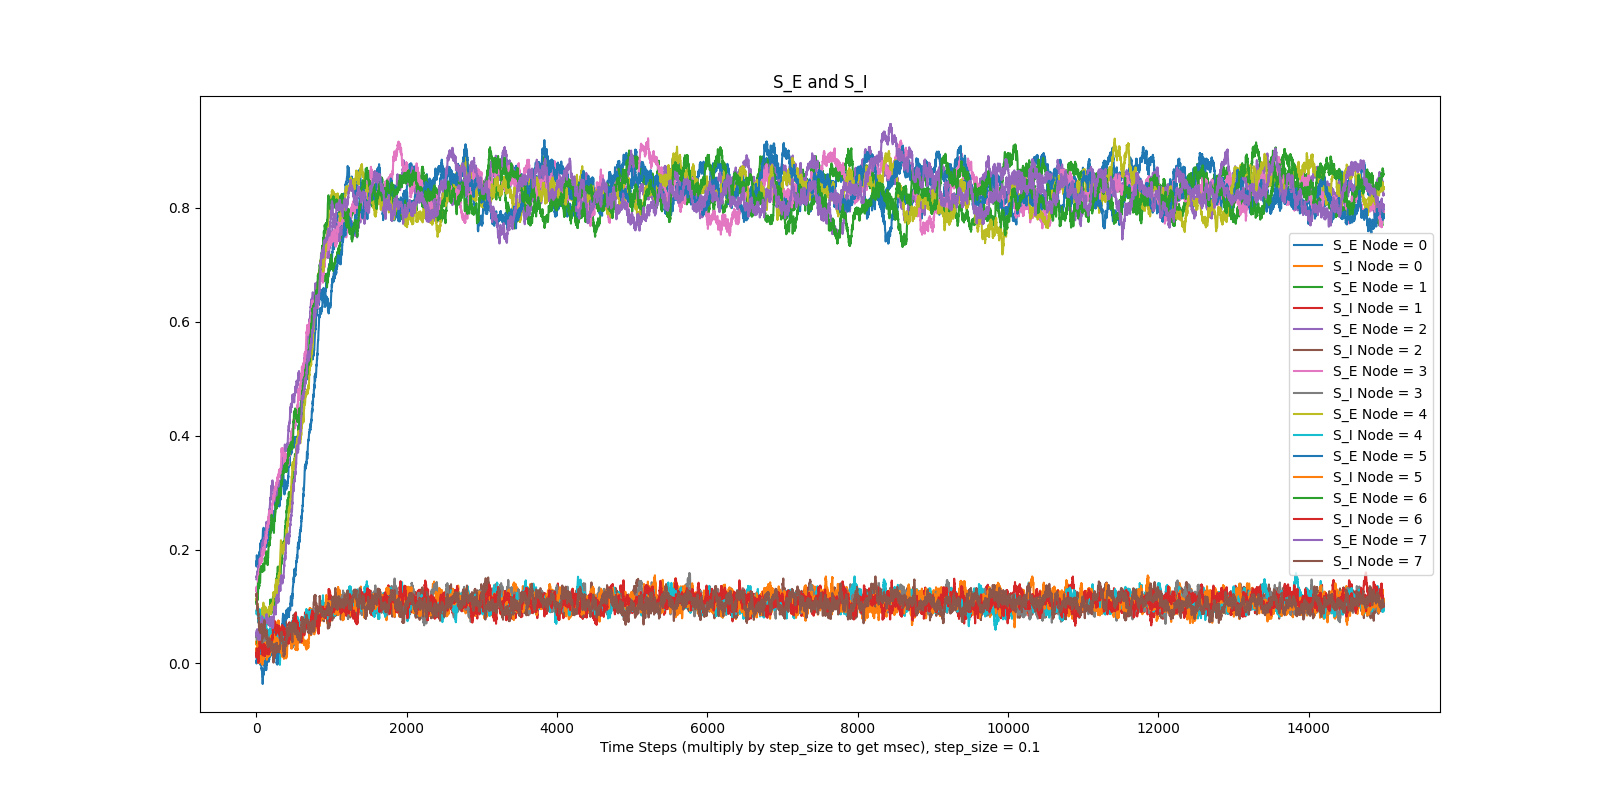 S_E and S_I
0.8
0.6
0.4
0.2
0.0
0 2000 4000 6000 8000 10000 12000 14000
Time Steps (multiply by step_size to get msec), step_size = 0.1
S_E Node = 0
S_I Node = 0
S_E Node = 1
S_I Node = 1
S_E Node = 2
S_I Node = 2
S_E Node = 3
S_I Node = 3
S_E Node = 4
S_I Node = 4
S_E Node = 5
S_I Node = 5
S_E Node = 6
S_I Node = 6
S_E Node = 7
S_I Node = 7